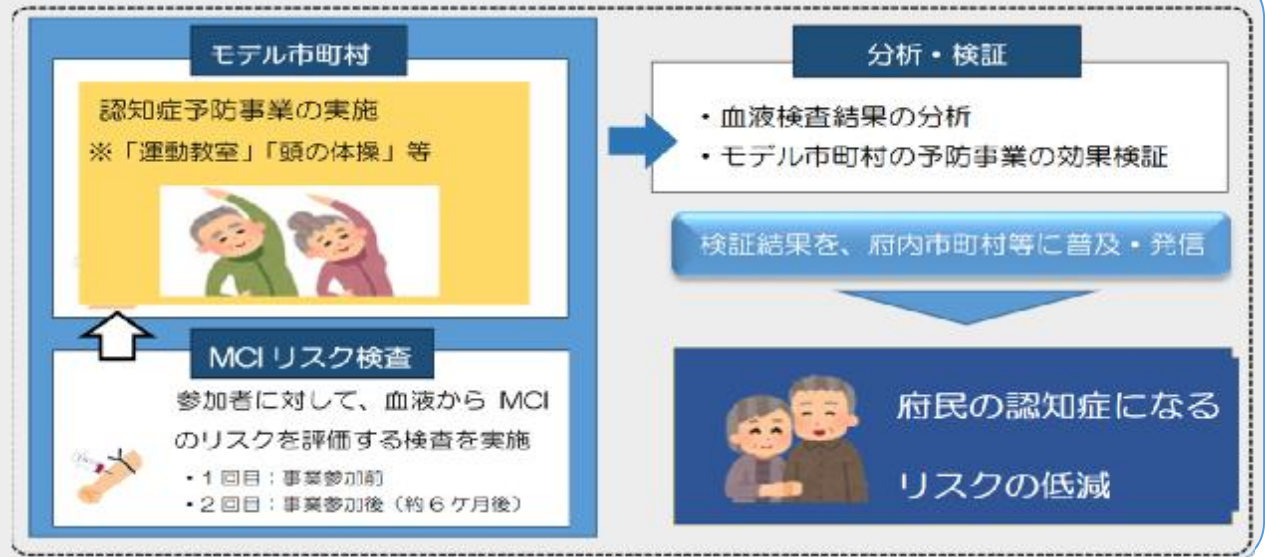 モデル市町村
認知症予防事業の実施
※「運動教室」「頭の体操」等
MCI リスク検査
参加者に対して、血液から MCI
のリスクを評価する検査を実施
・1回目：事業参加前
・2回目：事業参加後（約6ケ月後）
分析・検証
・血液検査結果の分析
・モデル市町村の予防事業の効果検証
検証結果を、府内市町村等に普及・発信
府民の認知症になる
リスクの低減